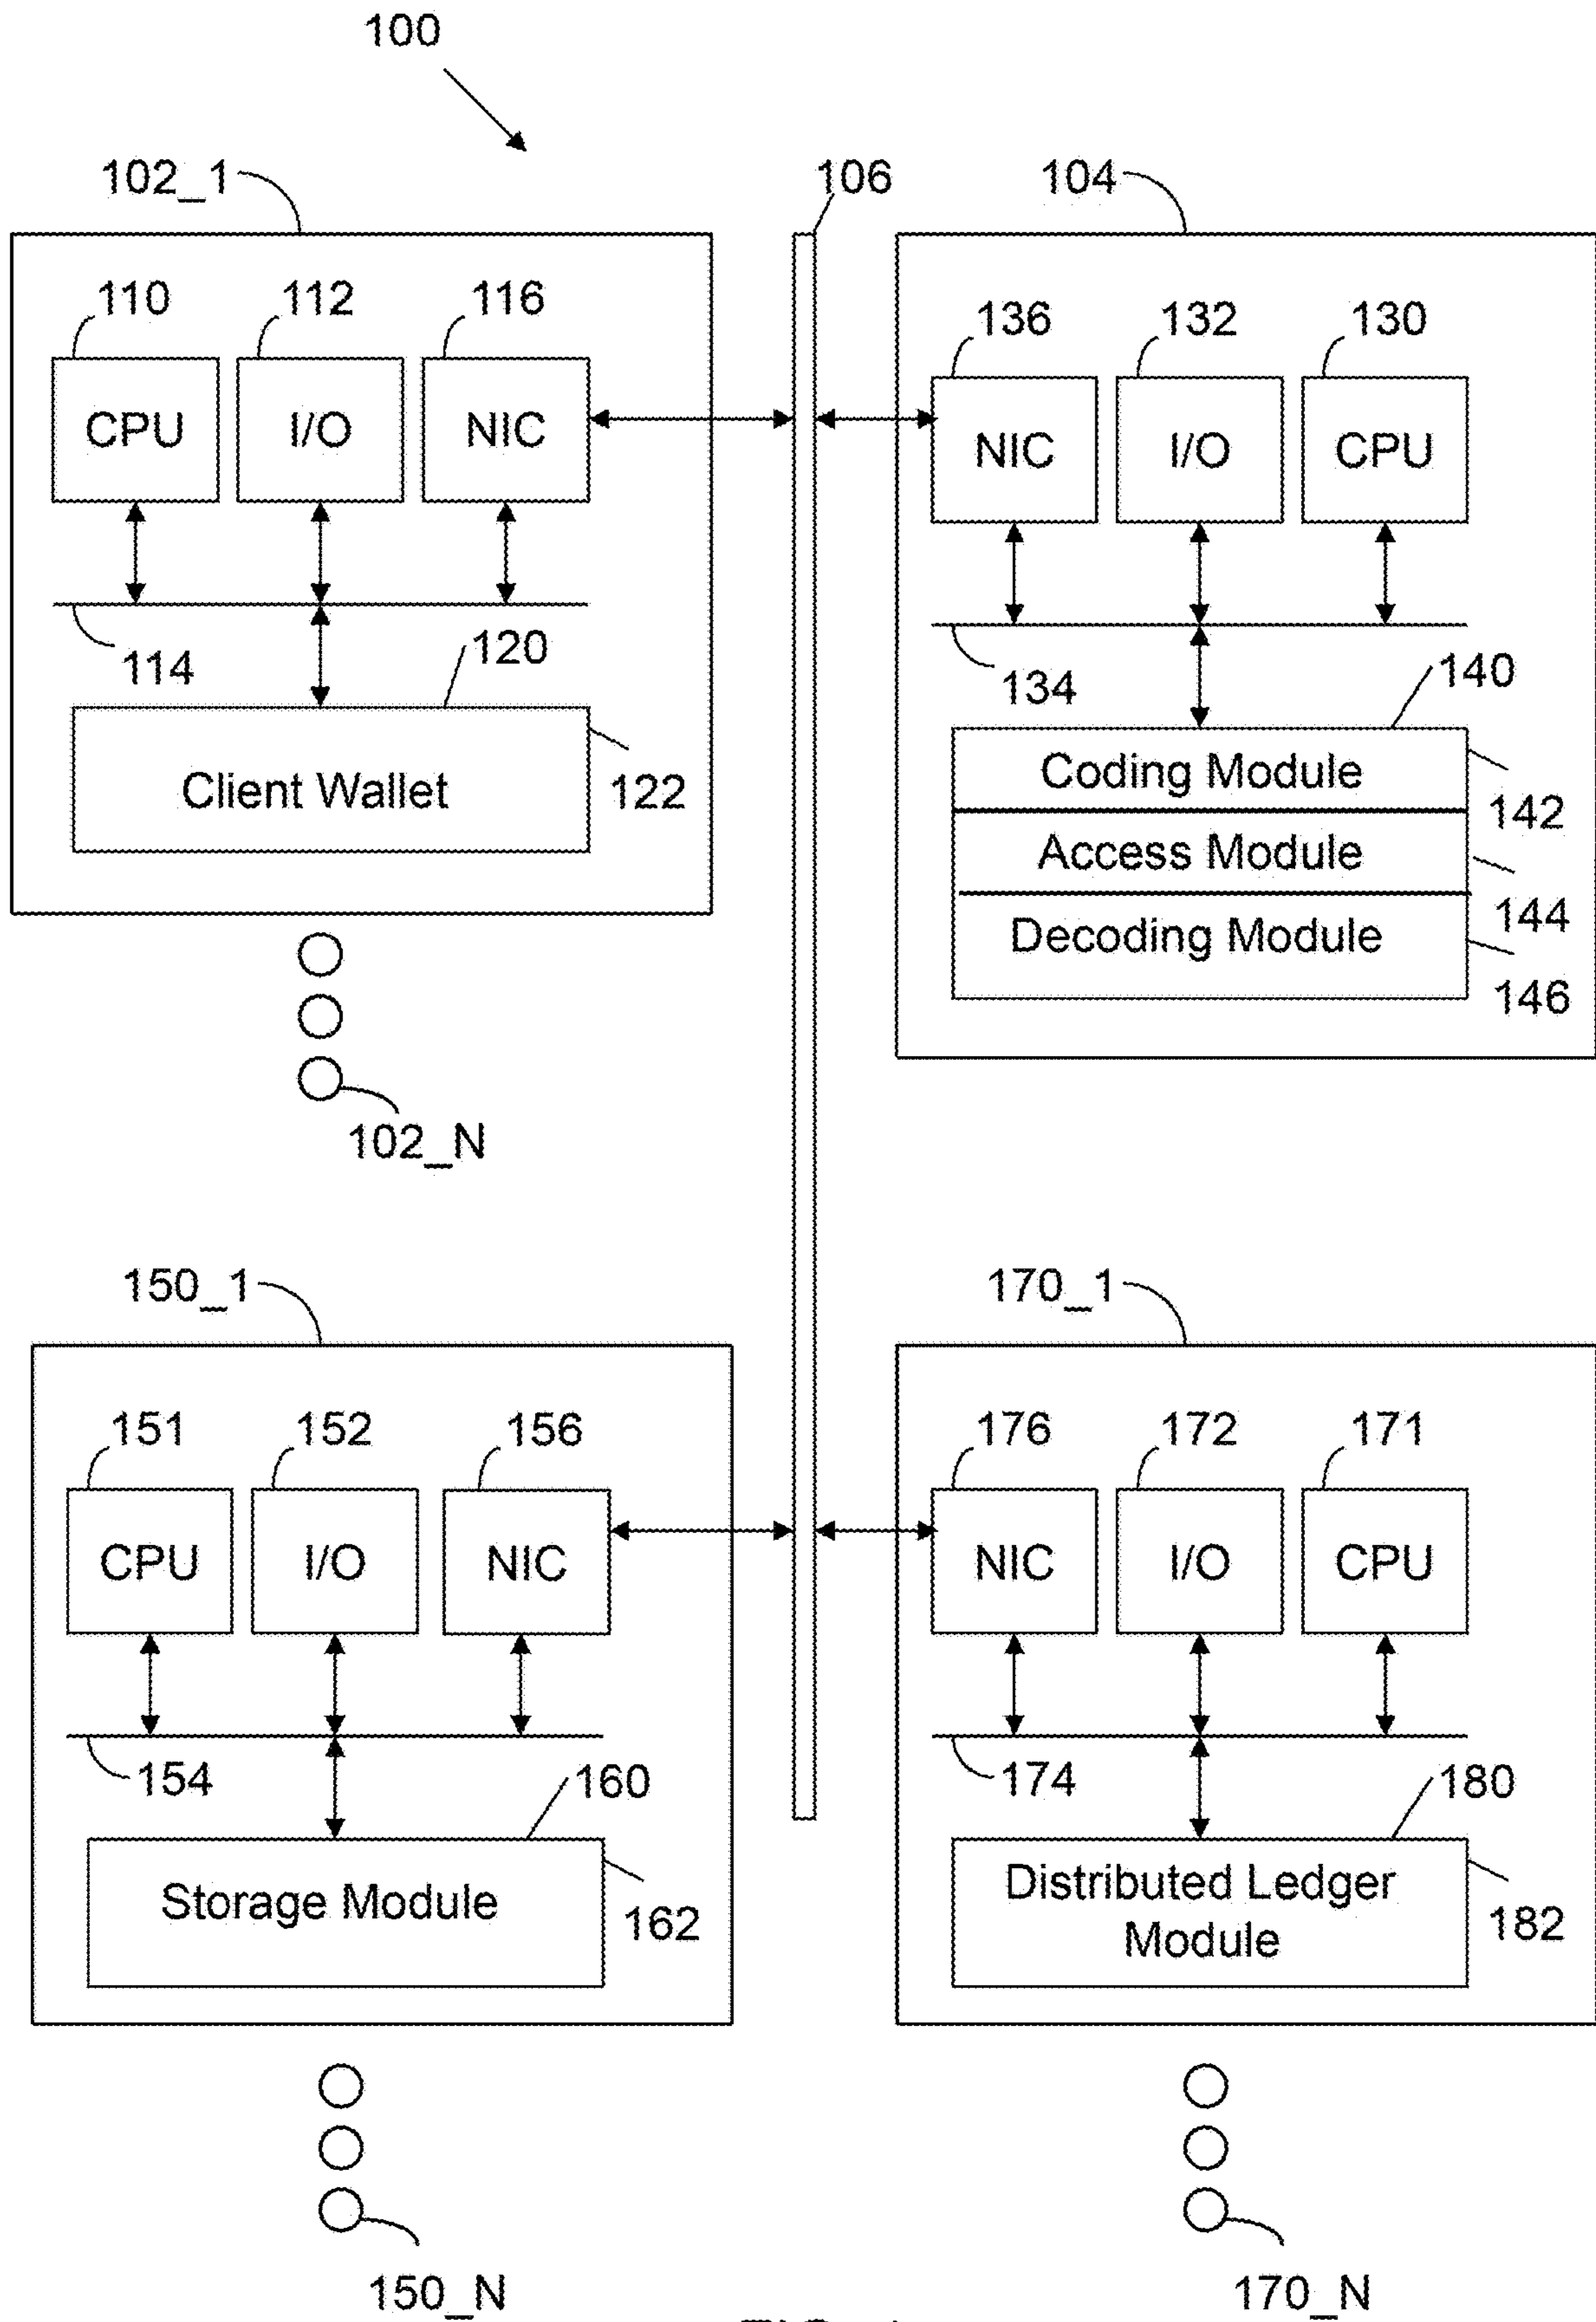 100
102_1
106
104
110
112
116
136
132
130
CPU
I/O
NIC
NIC
I/O
CPU
114
120
134
140
Client Wallet
122
Coding Module
142
Access Module
144
Decoding Module
146
102_N
150_1
170_1
151
152
156
176
172
171
CPU
I/O
NIC
NIC
I/O
CPU
154
160
174
180
Storage Module
162
Distributed Ledger
Module
182
150_N
170_N